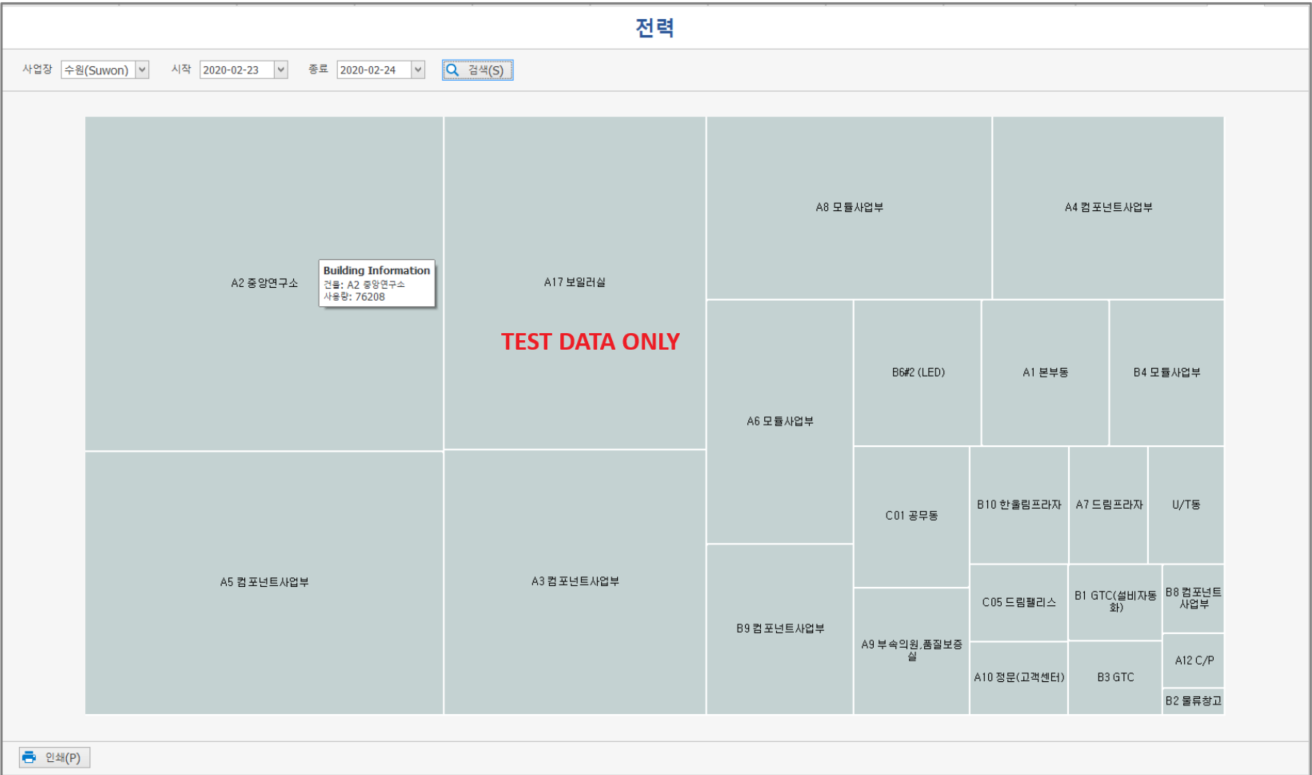 전력
사업장 수원(Suwon) 시작 2020-02-23 종료 2020-02-24 검색(S)
A8 모듈사업부
A4 컴포넌트사업부
A2 중앙연구소
Building Information
건물: A2 중앙연구소
사용량: 76208
A17 보일러실
TEST DATA ONLY
B6#2 (LED)
A1 본부동
B4 모듈사업부
A6 모듈사업부
C01 공무동
B10 한울림프라자
A7 드림프라자
U/T동
A5 컴포넌트사업부
A3 컴포넌트사업부
B9 컴포넌트사업부
C05 드림팰리스
B1 GTC(설비자동
화)
B8 컴포넌트
사업부
A9 부속의원,품질보증
실
A10 정문(고객센터)
B3 GTC
A12 C/P
B2 물류창고
인쇄(P)